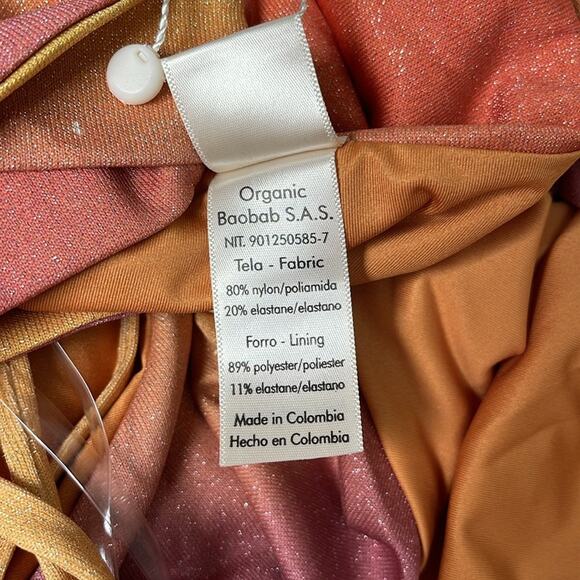 Organic
Baobab S.A.S.
NIT. 901250585-7
Tela - Fabric
80% nylon/poliamida
20% elastane/elastano
Forro - Lining
89% polyester/poliester
11% elastane/elastano
Made in Colombia
Hecho en Colombia